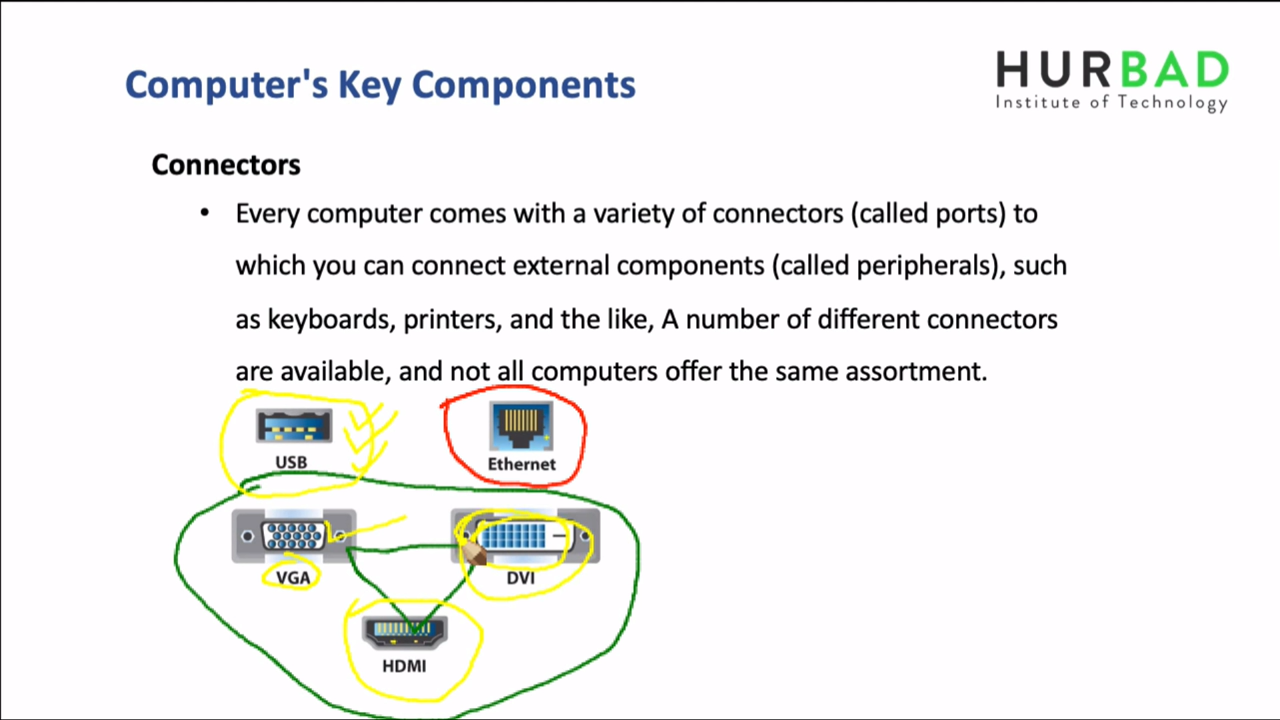 Computer's Key Components
HURBAD
Institute of Technology
Connectors
• Every computer comes with a variety of connectors (called ports) to
which you can connect external components (called peripherals), such
as keyboards, printers, and the like, A number of different connectors
are available, and not all computers offer the same assortment.
USB
Ethernet
VGA
DVI
HDMI